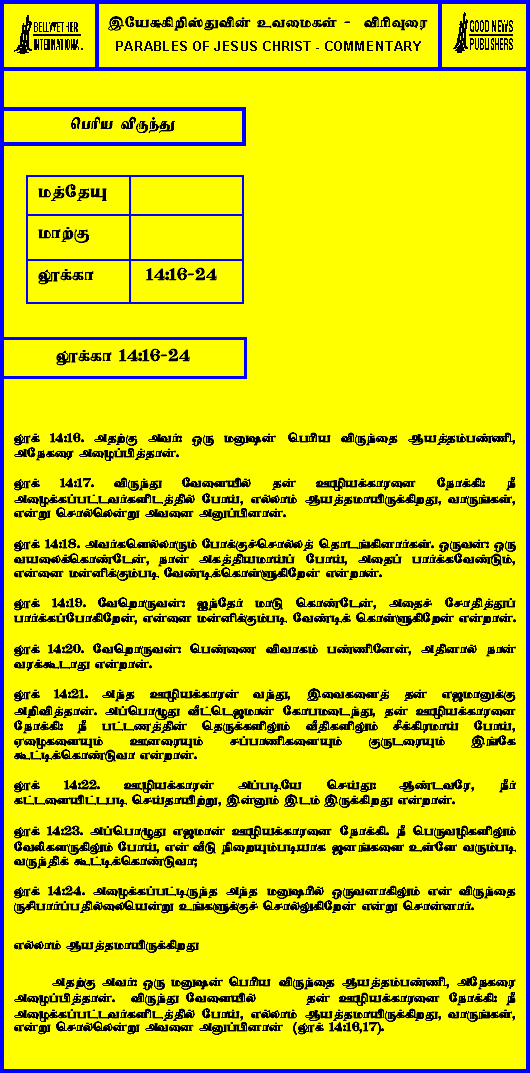 BELLWETHER
INTERNATIONAL
இயேசுகிறிஸ்துவின் உவமைகள் - விரிவுரை
PARABLES OF JESUS CHRIST - COMMENTARY
GOOD NEWS
PUBLISHERS
பெரிய விருந்து
மத்தேயு
மாற்கு
லூக்கா 14:16-24
லூக்கா 14:16-24
லூக் 14:16. அதற்கு அவர்: ஒரு மனுஷன் பெரிய விருந்தை ஆயத்தம்பண்ணி,
அநேகரை அழைப்பித்தான்.
லூக் 14:17. விருந்து வேளையில் தன் ஊழியக்காரனை நோக்கி: நீ
அழைக்கப்பட்டவர்களிடத்தில் போய், எல்லாம் ஆயத்தமாயிருக்கிறது, வாருங்கள்,
என்று சொல்லென்று அவனை அனுப்பினான்.
லூக் 14:18. அவர்களெல்லாரும் போக்குச்சொல்லத் தொடங்கினார்கள். ஒருவன்: ஒரு
வயலைக்கொண்டேன், நான் அகத்தியமாய்ப் போய், அதைப் பார்க்கவேண்டும்,
என்னை மன்னிக்கும்படி வேண்டிக்கொள்ளுகிறேன் என்றான்.
லூக் 14:19. வேறொருவன்: ஐந்தேர் மாடு கொண்டேன், அதைச் சோதித்துப்
பார்க்கப்போகிறேன், என்னை மன்னிக்கும்படி வேண்டிக் கொள்ளுகிறேன் என்றான்.
லூக் 14:20. வேறொருவன்: பெண்ணை விவாகம் பண்ணினேன், அதினால் நான்
வரக்கூடாது என்றான்.
லூக் 14:21. அந்த ஊழியக்காரன் வந்து, இவைகளைத் தன் எஜமானுக்கு
அறிவித்தான். அப்பொழுது வீட்டெஜமான் கோபமடைந்து, தன் ஊழியக்காரனை
நோக்கி: நீ பட்டணத்தின் தெருக்களிலும் வீதிகளிலும் சீக்கிரமாய் போய்,
ஏழைகளையும் ஊனரையும் சப்பாணிகளையும் குருடரையும் இங்கே
கூட்டிக்கொண்டுவா என்றான்.
லூக் 14:22. ஊழியக்காரன் அப்படியே செய்து: ஆண்டவரே, நீர்
கட்டளையிட்டபடி செய்தாயிற்று, இன்னும் இடம் இருக்கிறது என்றான்.
லூக் 14:23. அப்பொழுது எஜமான் ஊழியக்காரனை நோக்கி. நீ பெருவழிகளிலும்
வேலிகளருகிலும் போய், என் வீடு நிறையும்படியாக ஜனங்களை உள்ளே வரும்படி
வருந்திக் கூட்டிக்கொண்டுவா;
லூக் 14:24. அழைக்கப்பட்டிருந்த அந்த மனுஷரில் ஒருவனாகிலும் என் விருந்தை
ருசிபார்ப்பதில்லையென்று உங்களுக்குச் சொல்லுகிறேன் என்று சொன்னார்.
எல்லாம் ஆயத்தமாயிருக்கிறது
அதற்கு அவர்: ஒரு மனுஷன் பெரிய விருந்தை ஆயத்தம்பண்ணி, அநேகரை
அழைப்பித்தான். விருந்து வேளையில் தன் ஊழியக்காரனை நோக்கி: நீ
அழைக்கப்பட்டவர்களிடத்தில் போய், எல்லாம் ஆயத்தமாயிருக்கிறது, வாருங்கள்,
என்று சொல்லென்று அவனை அனுப்பினான் (லூக் 14:16,17).